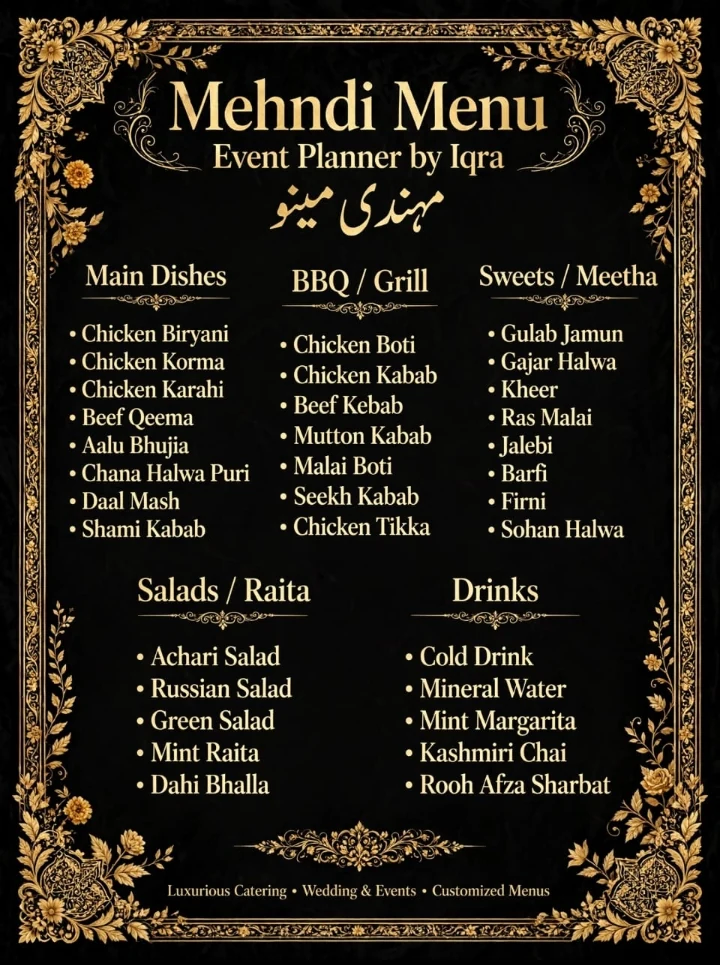 Mehndi Menu
Event Planner by Iqra
مہندی مینو
Main Dishes
• Chicken Biryani
• Chicken Korma
• Chicken Karahi
• Beef Qeema
• Aalu Bhujia
• Chana Halwa Puri
• Daal Mash
• Shami Kabab
BBQ / Grill
• Chicken Boti
• Chicken Kabab
• Beef Kebab
• Mutton Kabab
• Malai Boti
• Seekh Kabab
• Chicken Tikka
Sweets / Meetha
• Gulab Jamun
• Gajar Halwa
• Kheer
• Ras Malai
• Jalebi
• Barfi
• Firni
• Sohan Halwa
Salads / Raita
• Achari Salad
• Russian Salad
• Green Salad
• Mint Raita
• Dahi Bhalla
Drinks
• Cold Drink
• Mineral Water
• Mint Margarita
• Kashmiri Chai
• Rooh Afza Sharbat
Luxurious Catering • Wedding & Events • Customized Menus